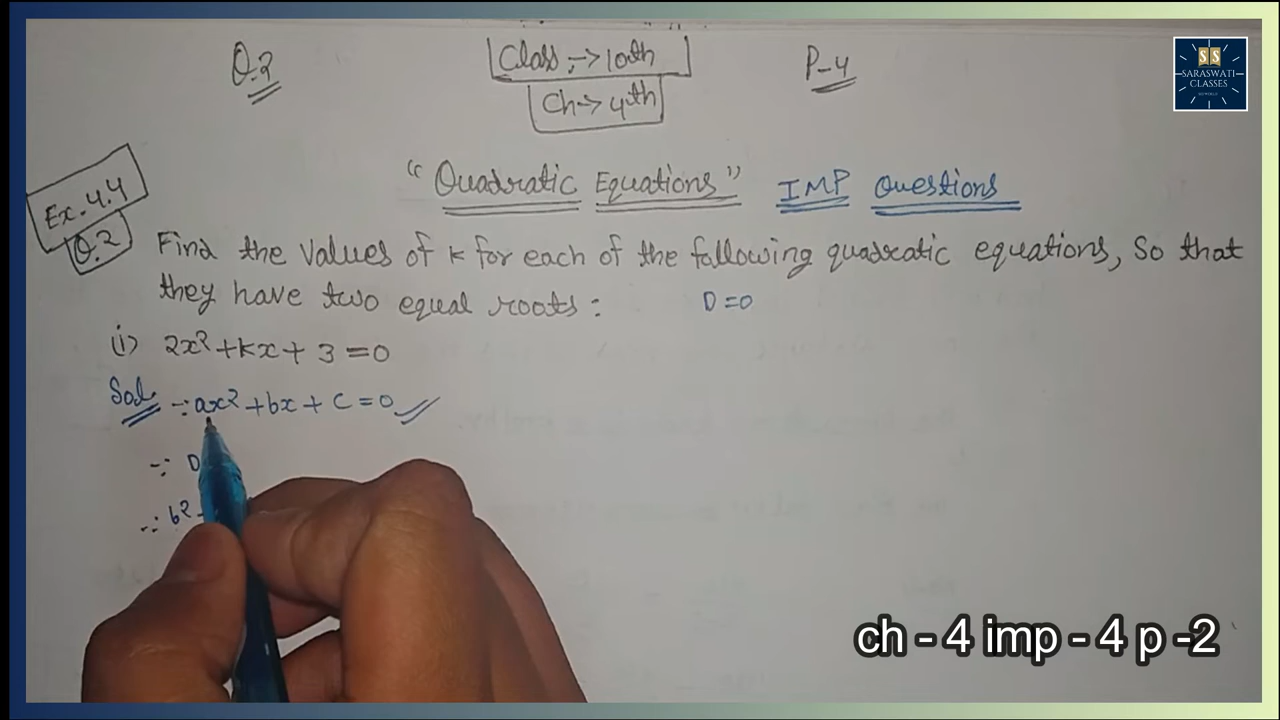 Q.2
Class :-> 10th
P-4
Ch -> 4th
SS
SARASWATI
CLASSES
Ex. 4.4
"Quadratic Equations" IMP Questions
Q.2 Find the values of k for each of the following quadratic equations, So that
they have two equal roots : D=0
(i) 2x²+kx+3=0
Sol. ∵ ax²+bx+c=0
∵ D
∵ b²-
ch - 4 imp - 4 p -2